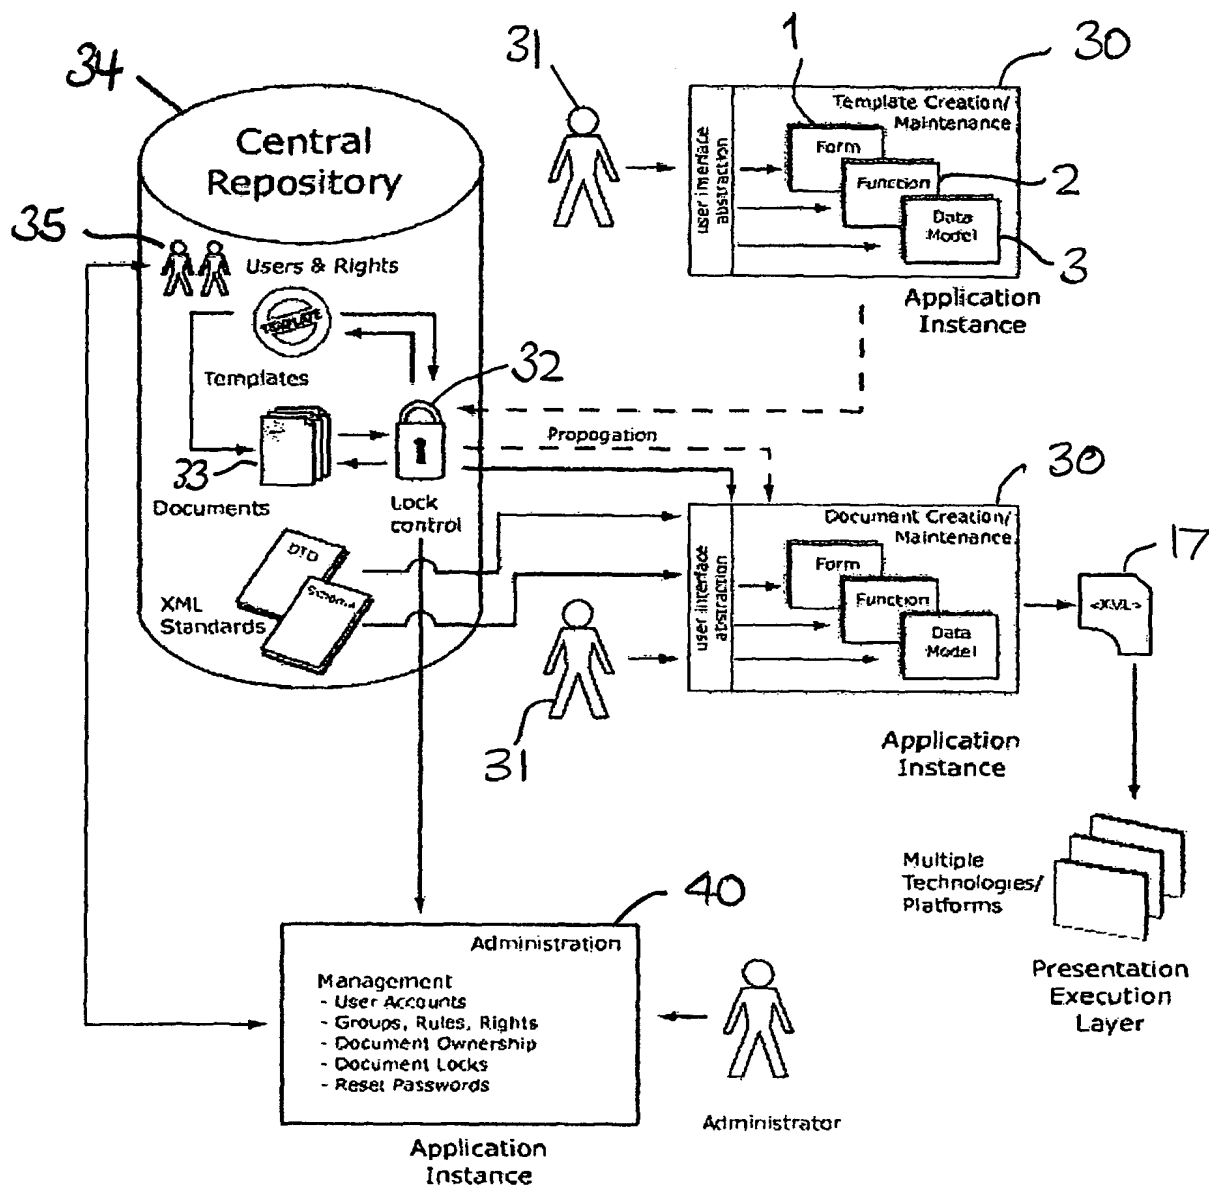 34
Central
Repository
35
Users & Rights
TEMPLATE
Templates
32
33
Documents
Lock
control
DTD
Schema
XML
Standards
31
1
30
Template Creation/
Maintenance
user interface
abstraction
Form
Function
2
Data
Model
3
Application
Instance
Propogation
30
Document Creation/
Maintenance
user interface
abstraction
Form
Function
Data
Model
17
<XML>
31
Application
Instance
Multiple
Technologies/
Platforms
Presentation
Execution
Layer
40
Administration
Management
- User Accounts
- Groups, Rules, Rights
- Document Ownership
- Document Locks
- Reset Passwords
Administrator
Application
Instance